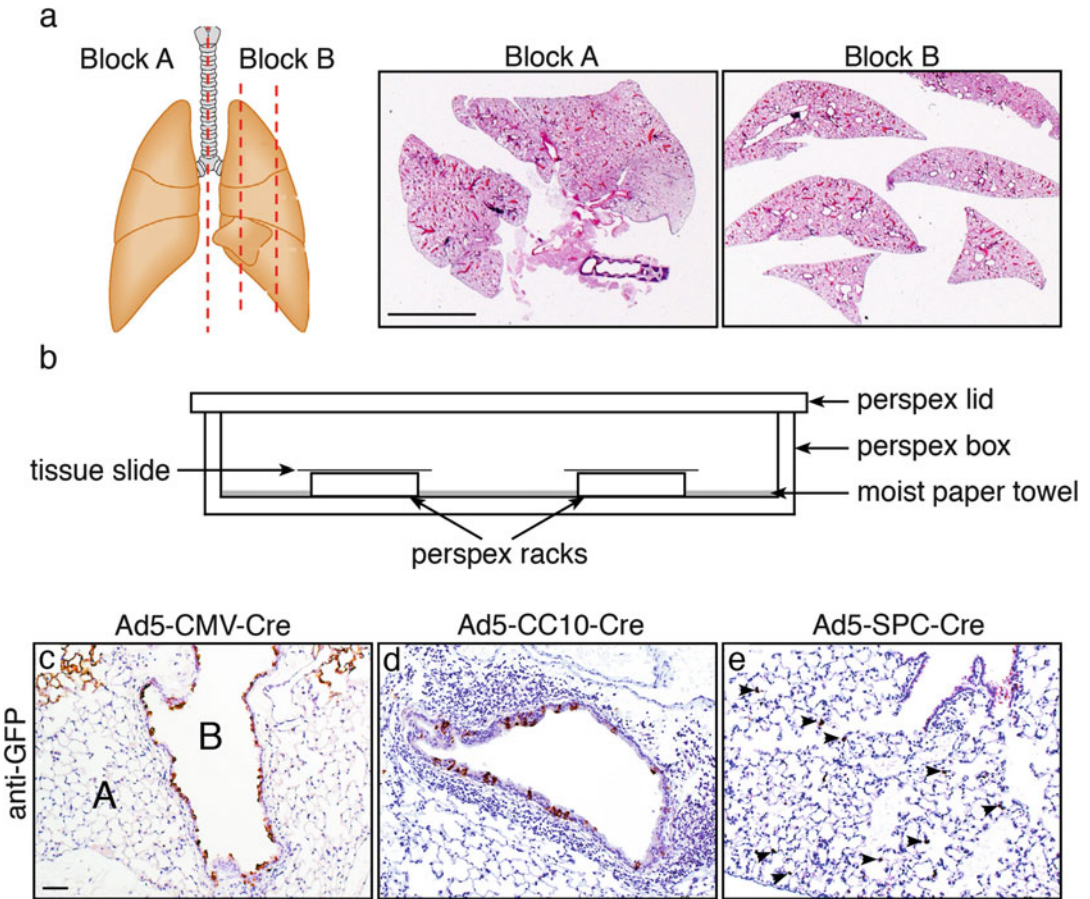 a
Block A
Block B
Block A
Block B
b
perspex lid
perspex box
tissue slide
moist paper towel
perspex racks
Ad5-CMV-Cre
Ad5-CC10-Cre
Ad5-SPC-Cre
anti-GFP
c
d
e
B
A